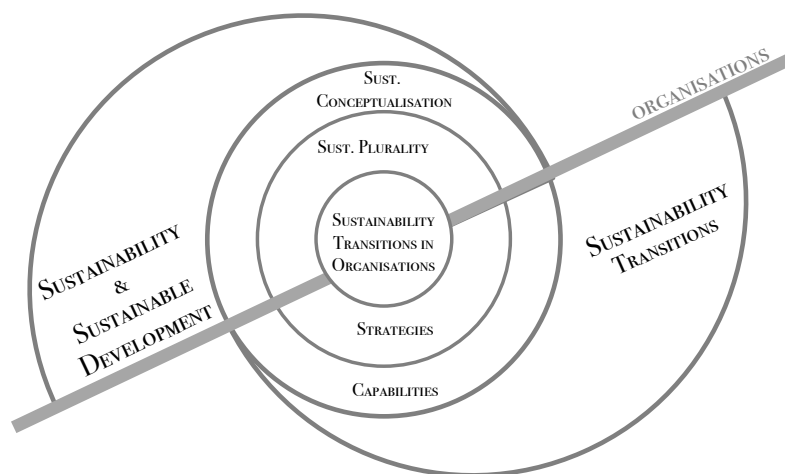 Sust.
Conceptualisation
Organisations
Sust. Plurality
Sustainability
Transitions in
Organisations
Sustainability
&
Sustainable
Development
Sustainability
Transitions
Strategies
Capabilities